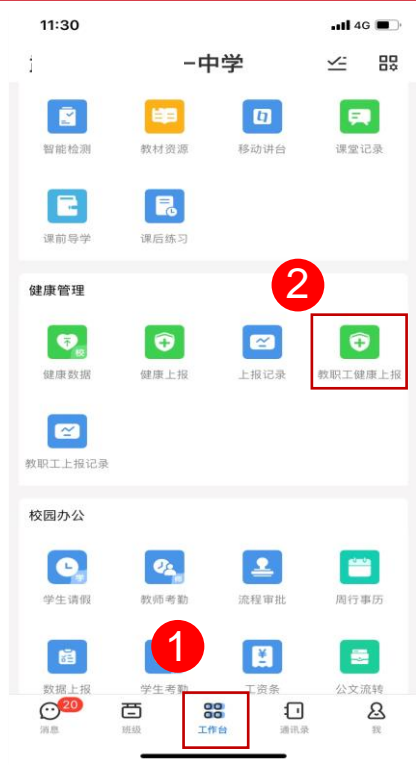 11:30 4G
一中学
智能检测 教材资源 移动讲台 课堂记录
课前导学 课后练习
2
健康管理
校
健康数据 健康上报 上报记录 教职工健康上报
教职工上报记录
校园办公
学生请假 教师考勤 流程审批 周行事历
1
数据上报 学生考勤 工资条 公文流转
20
消息 班级 工作台 通讯录 我